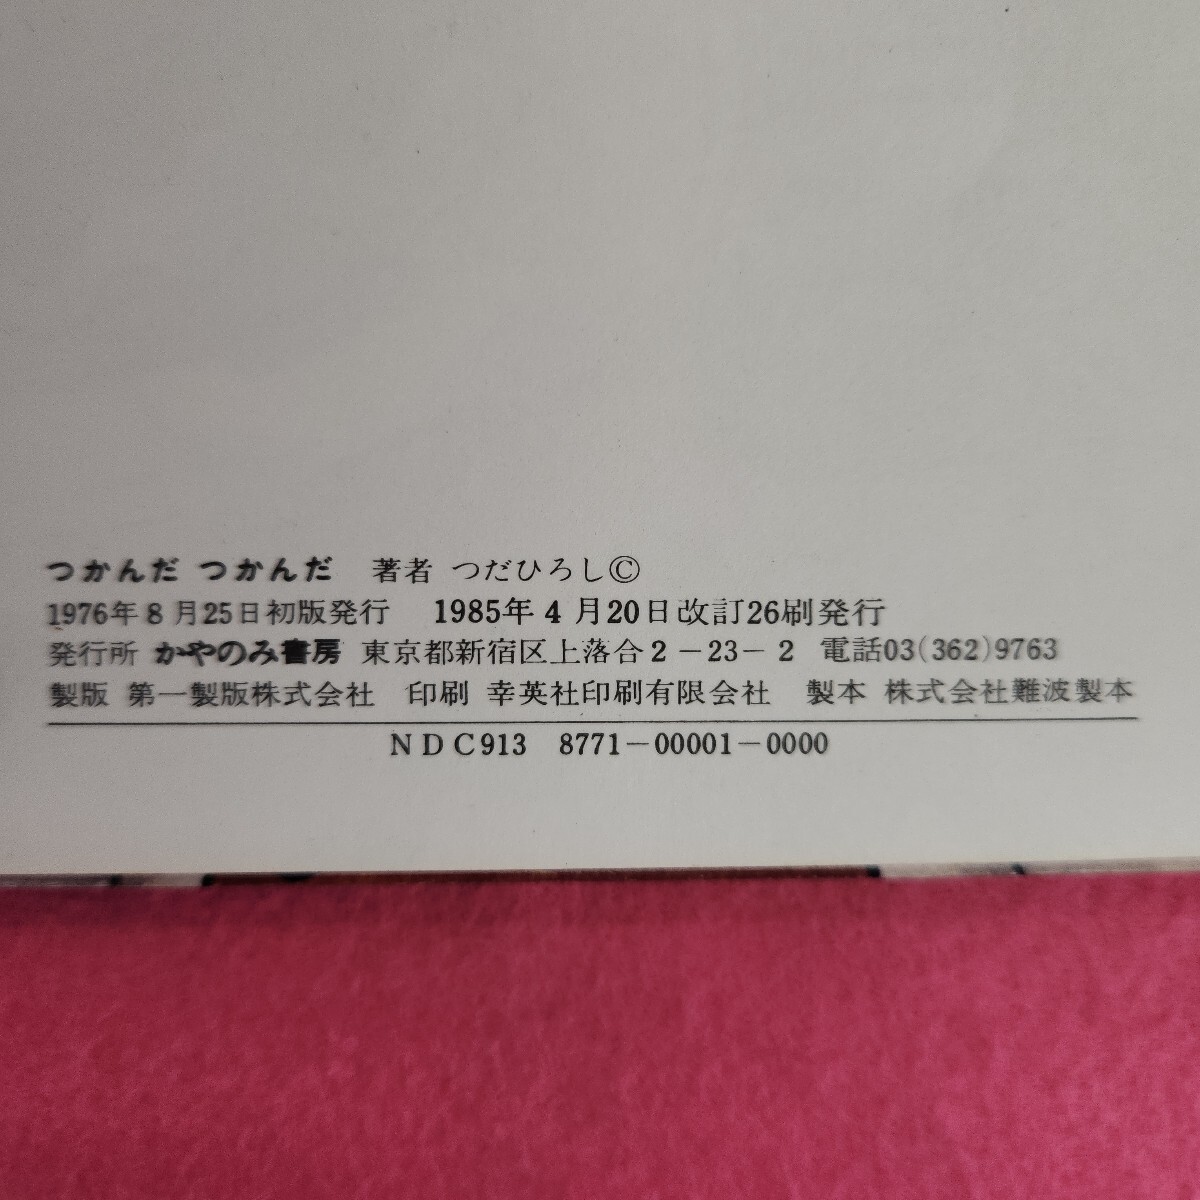 つかんだ つかんだ 著者 つだひろし©
1976年8月25日初版発行 1985年4月20日改訂26刷発行
発行所 かやのみ書房 東京都新宿区上落合2－23－2 電話03(362)9763
製版 第一製版株式会社 印刷 幸英社印刷有限会社 製本 株式会社難波製本
NDC913 8771－00001－0000